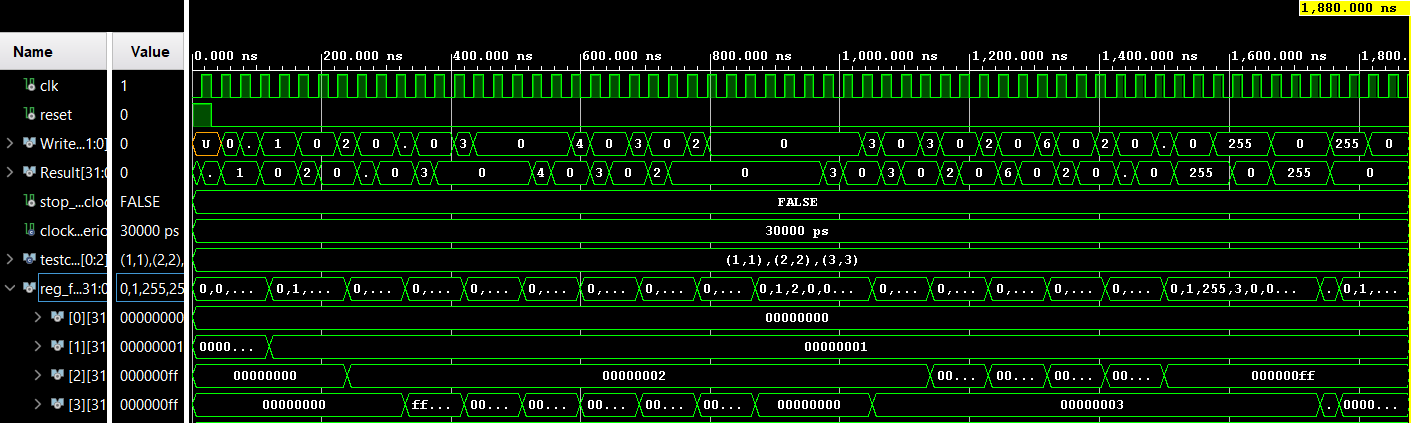 1,880.000 ns
Name Value 0.000 ns 200.000 ns 400.000 ns 600.000 ns 800.000 ns 1,000.000 ns 1,200.000 ns 1,400.000 ns 1,600.000 ns 1,800...
clk 1
reset 0
Write...1:0] 0 U 0 . 1 0 2 0 . 0 3 0 4 0 3 0 2 0 3 0 3 0 2 0 6 0 2 0 . 0 255 0 255 0
Result[31:0 0 . 1 0 2 0 . 0 3 0 4 0 3 0 2 0 3 0 3 0 2 0 6 0 2 0 . 0 255 0 255 0
stop_...cloc FALSE FALSE
clock...erio 30000 ps 30000 ps
testc...[0:2] (1,1),(2,2), (1,1),(2,2),(3,3)
reg_f...31:0 0,1,255,25 0,0,... 0,1,... 0,... 0,... 0,... 0,... 0,... 0,... 0,1,2,0,0... 0,... 0,... 0,... 0,... 0,... 0,1,255,3,0,0... . 0,1,...
[0][31 00000000 00000000
[1][31 00000001 0000... 00000001
[2][31 000000ff 00000000 00000002 00... 00... 00... 00... 000000ff
[3][31 000000ff 00000000 ff... 00... 00... 00... 00... 00... 00000000 00000003 . 0000...